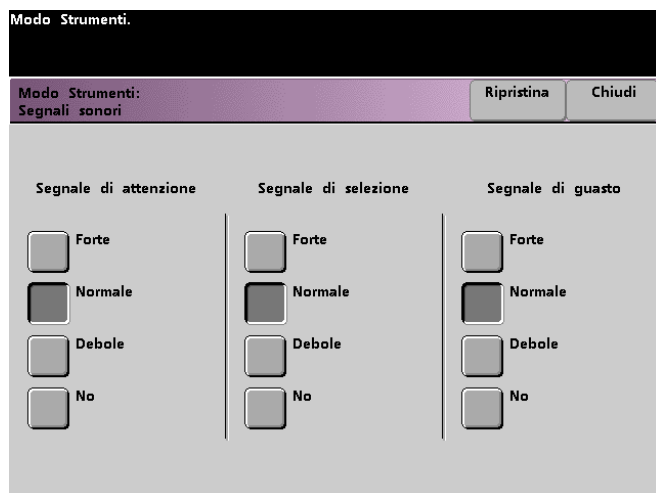 Modo Strumenti.
Modo Strumenti:
Segnali sonori
Ripristina
Chiudi
Segnale di attenzione
Forte
Normale
Debole
No
Segnale di selezione
Forte
Normale
Debole
No
Segnale di guasto
Forte
Normale
Debole
No